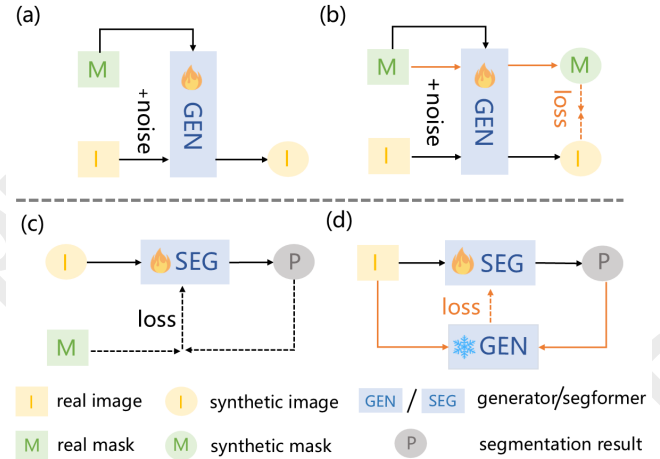 (a)
M
+noise
GEN
I
I
(b)
M
M
+noise
GEN
loss
I
I
(c)
I
SEG
P
loss
M
(d)
I
SEG
P
loss
GEN
I real image
I synthetic image
GEN / SEG generator/segformer
M real mask
M synthetic mask
P segmentation result